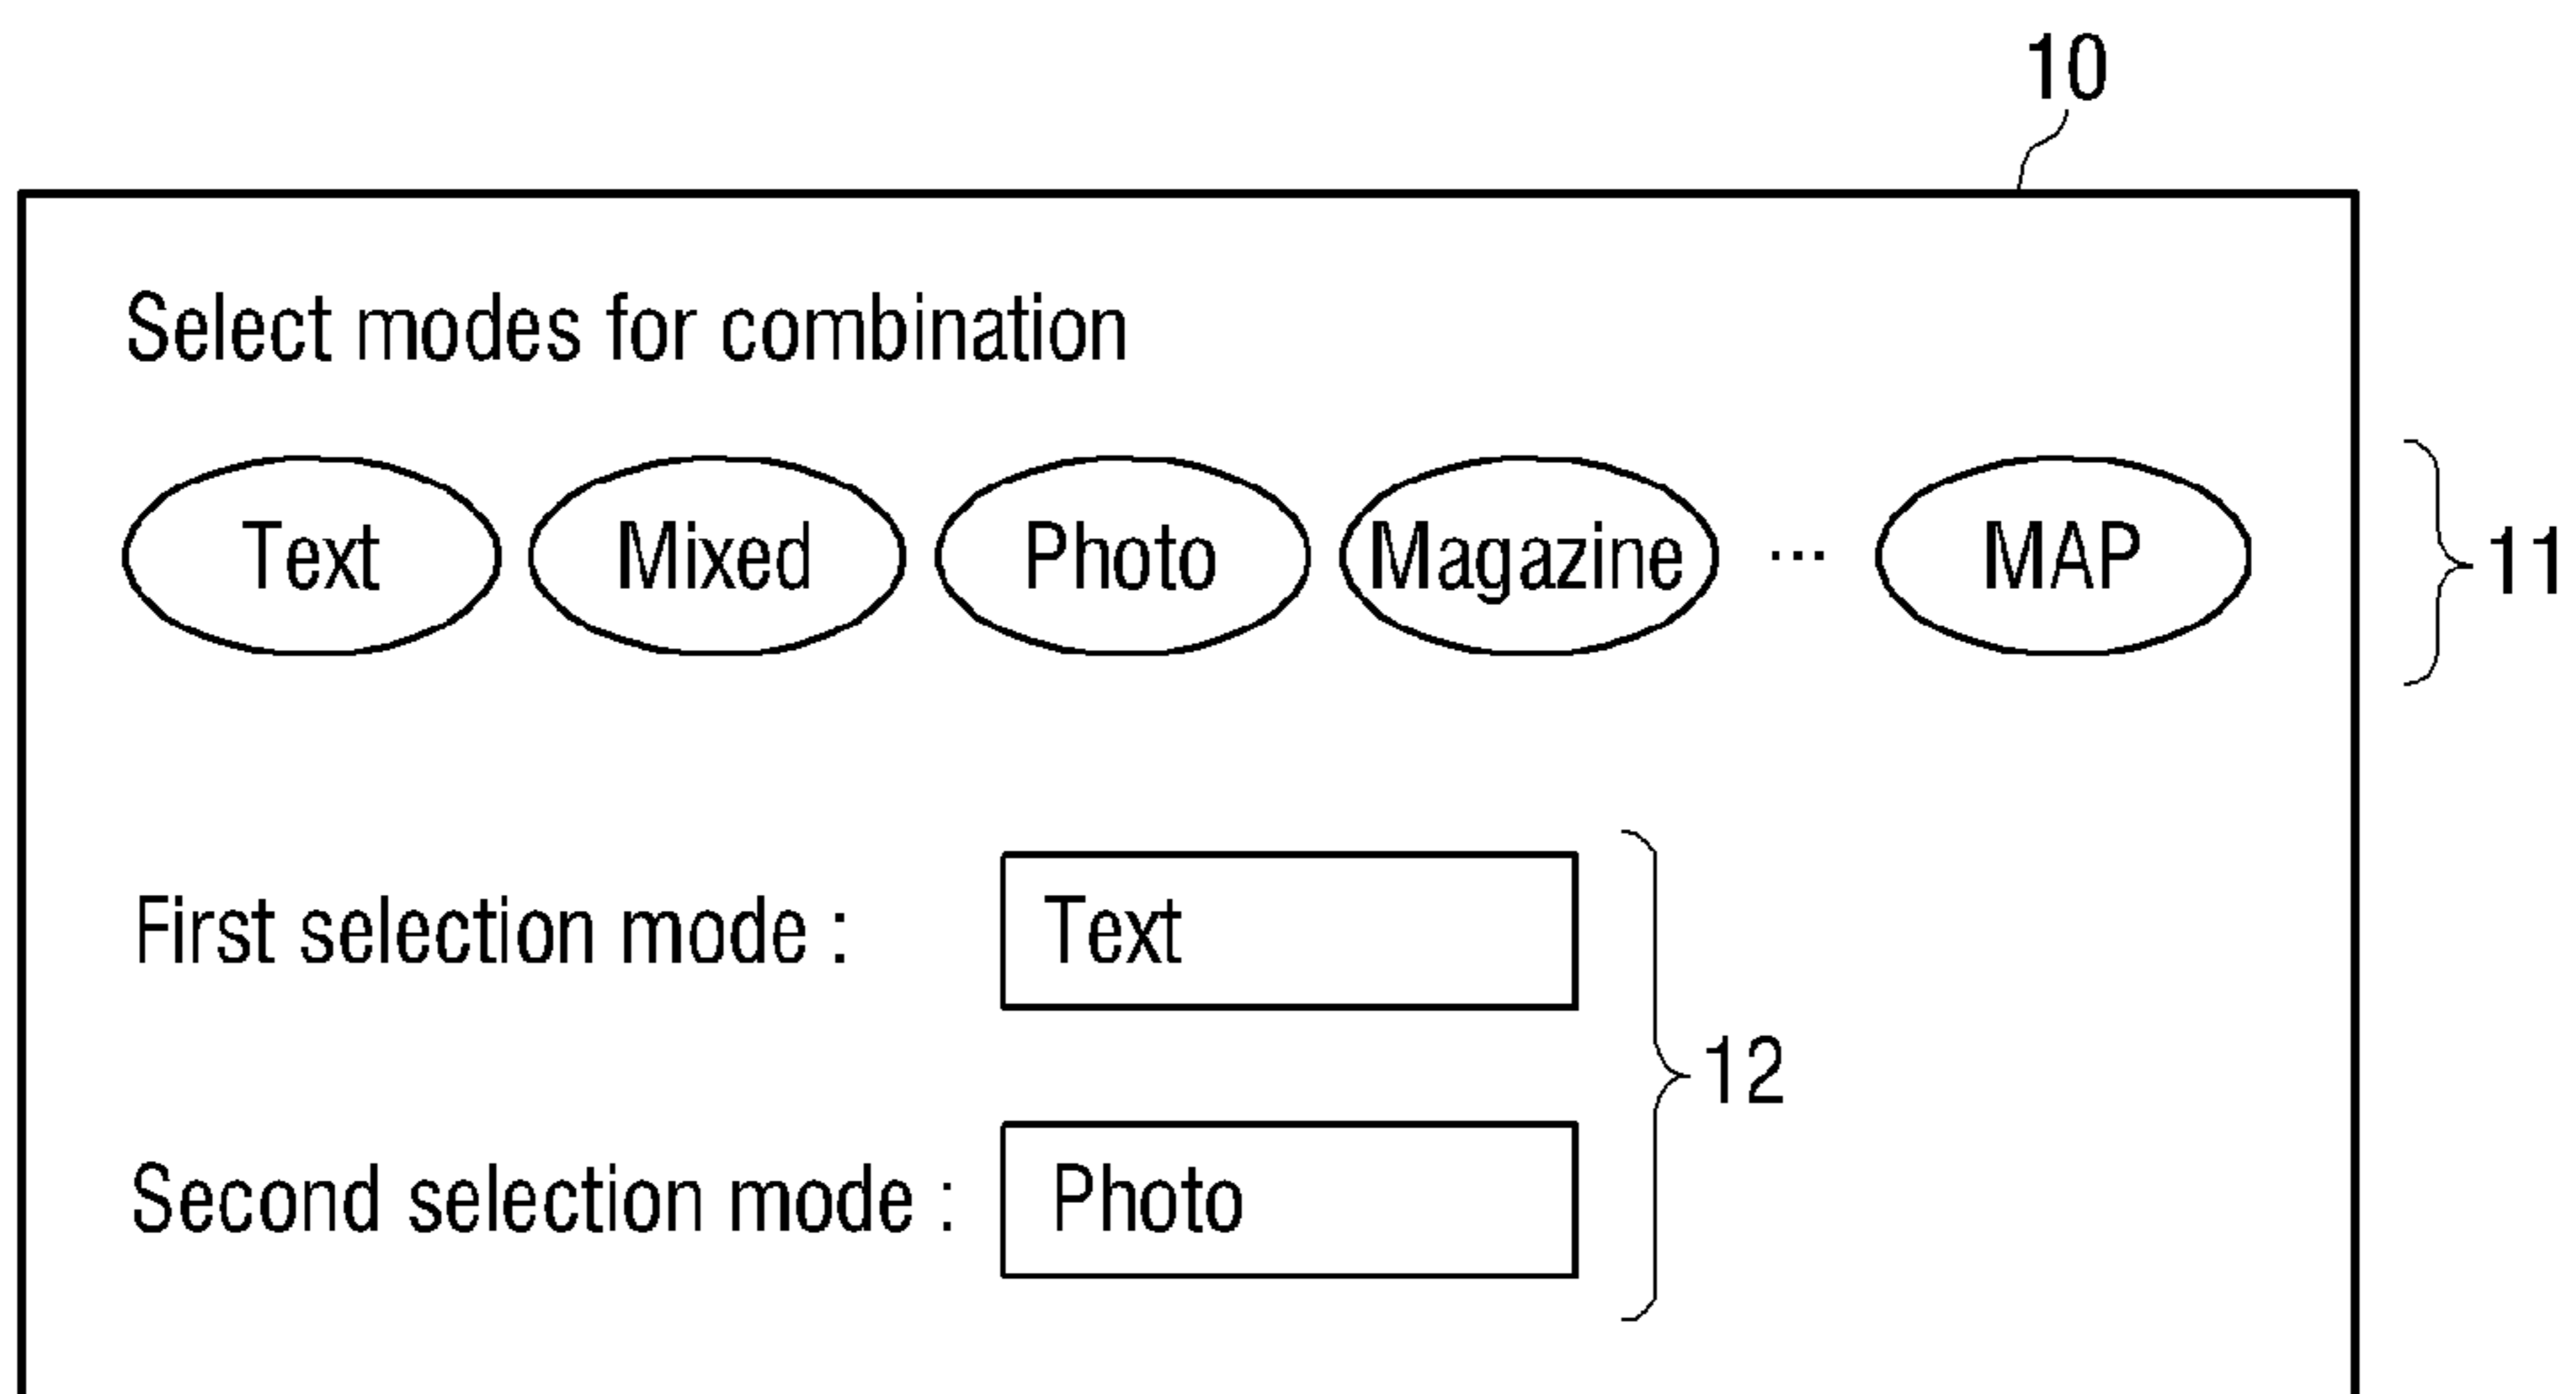 10
Select modes for combination
Text Mixed Photo Magazine ... MAP 11
First selection mode : Text
12
Second selection mode : Photo